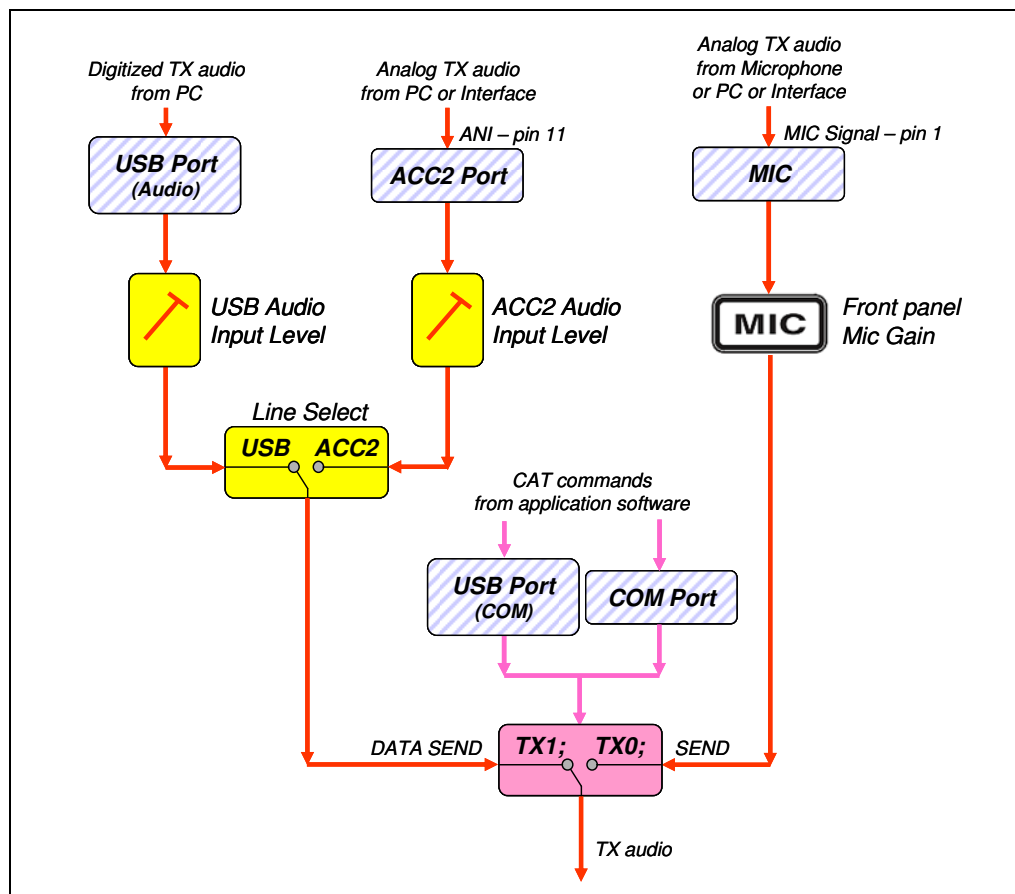 Digitized TX audio
from PC
Analog TX audio
from PC or Interface
Analog TX audio
from Microphone
or PC or Interface
ANI – pin 11
MIC Signal – pin 1
USB Port
(Audio)
ACC2 Port
MIC
USB Audio
Input Level
ACC2 Audio
Input Level
MIC
Front panel
Mic Gain
Line Select
USB ACC2
CAT commands
from application software
USB Port
(COM)
COM Port
DATA SEND
TX1; TX0;
SEND
TX audio